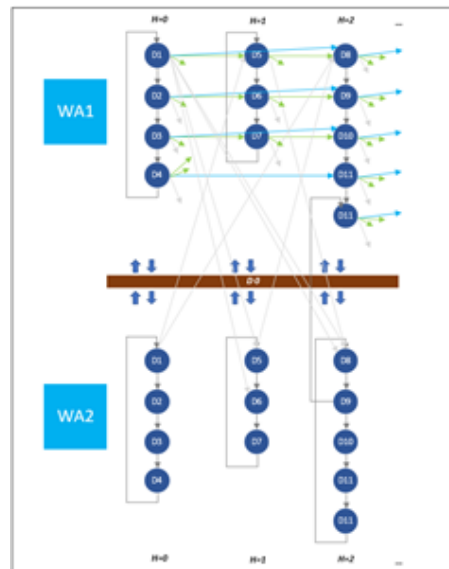 H=0 H=1 H=2 ...
D1 D5 D8
WA1
D2 D6 D9
D3 D7 D10
D4 D11
D11
D1 D5 D8
WA2
D2 D6 D9
D3 D7 D10
D4 D11
D11
H=0 H=1 H=2 ...